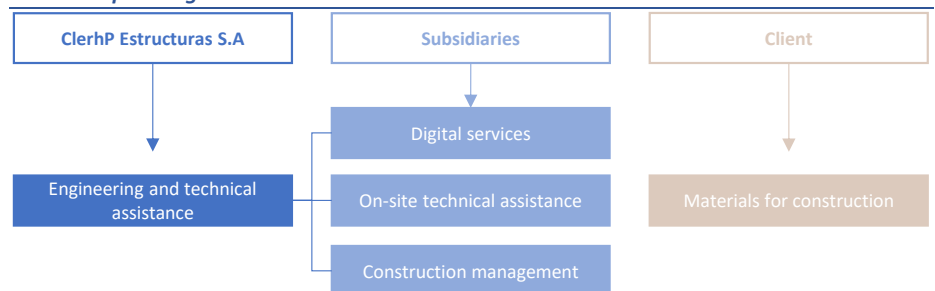 ClerhP Estructuras S.A
Subsidiaries
Client
Digital services
Engineering and technical
assistance
On-site technical assistance
Materials for construction
Construction management